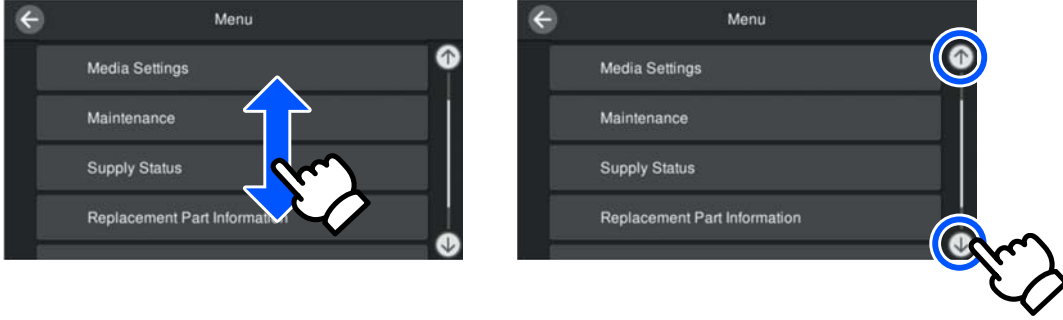 Menu
Media Settings
Maintenance
Supply Status
Replacement Part Information
Menu
Media Settings
Maintenance
Supply Status
Replacement Part Information